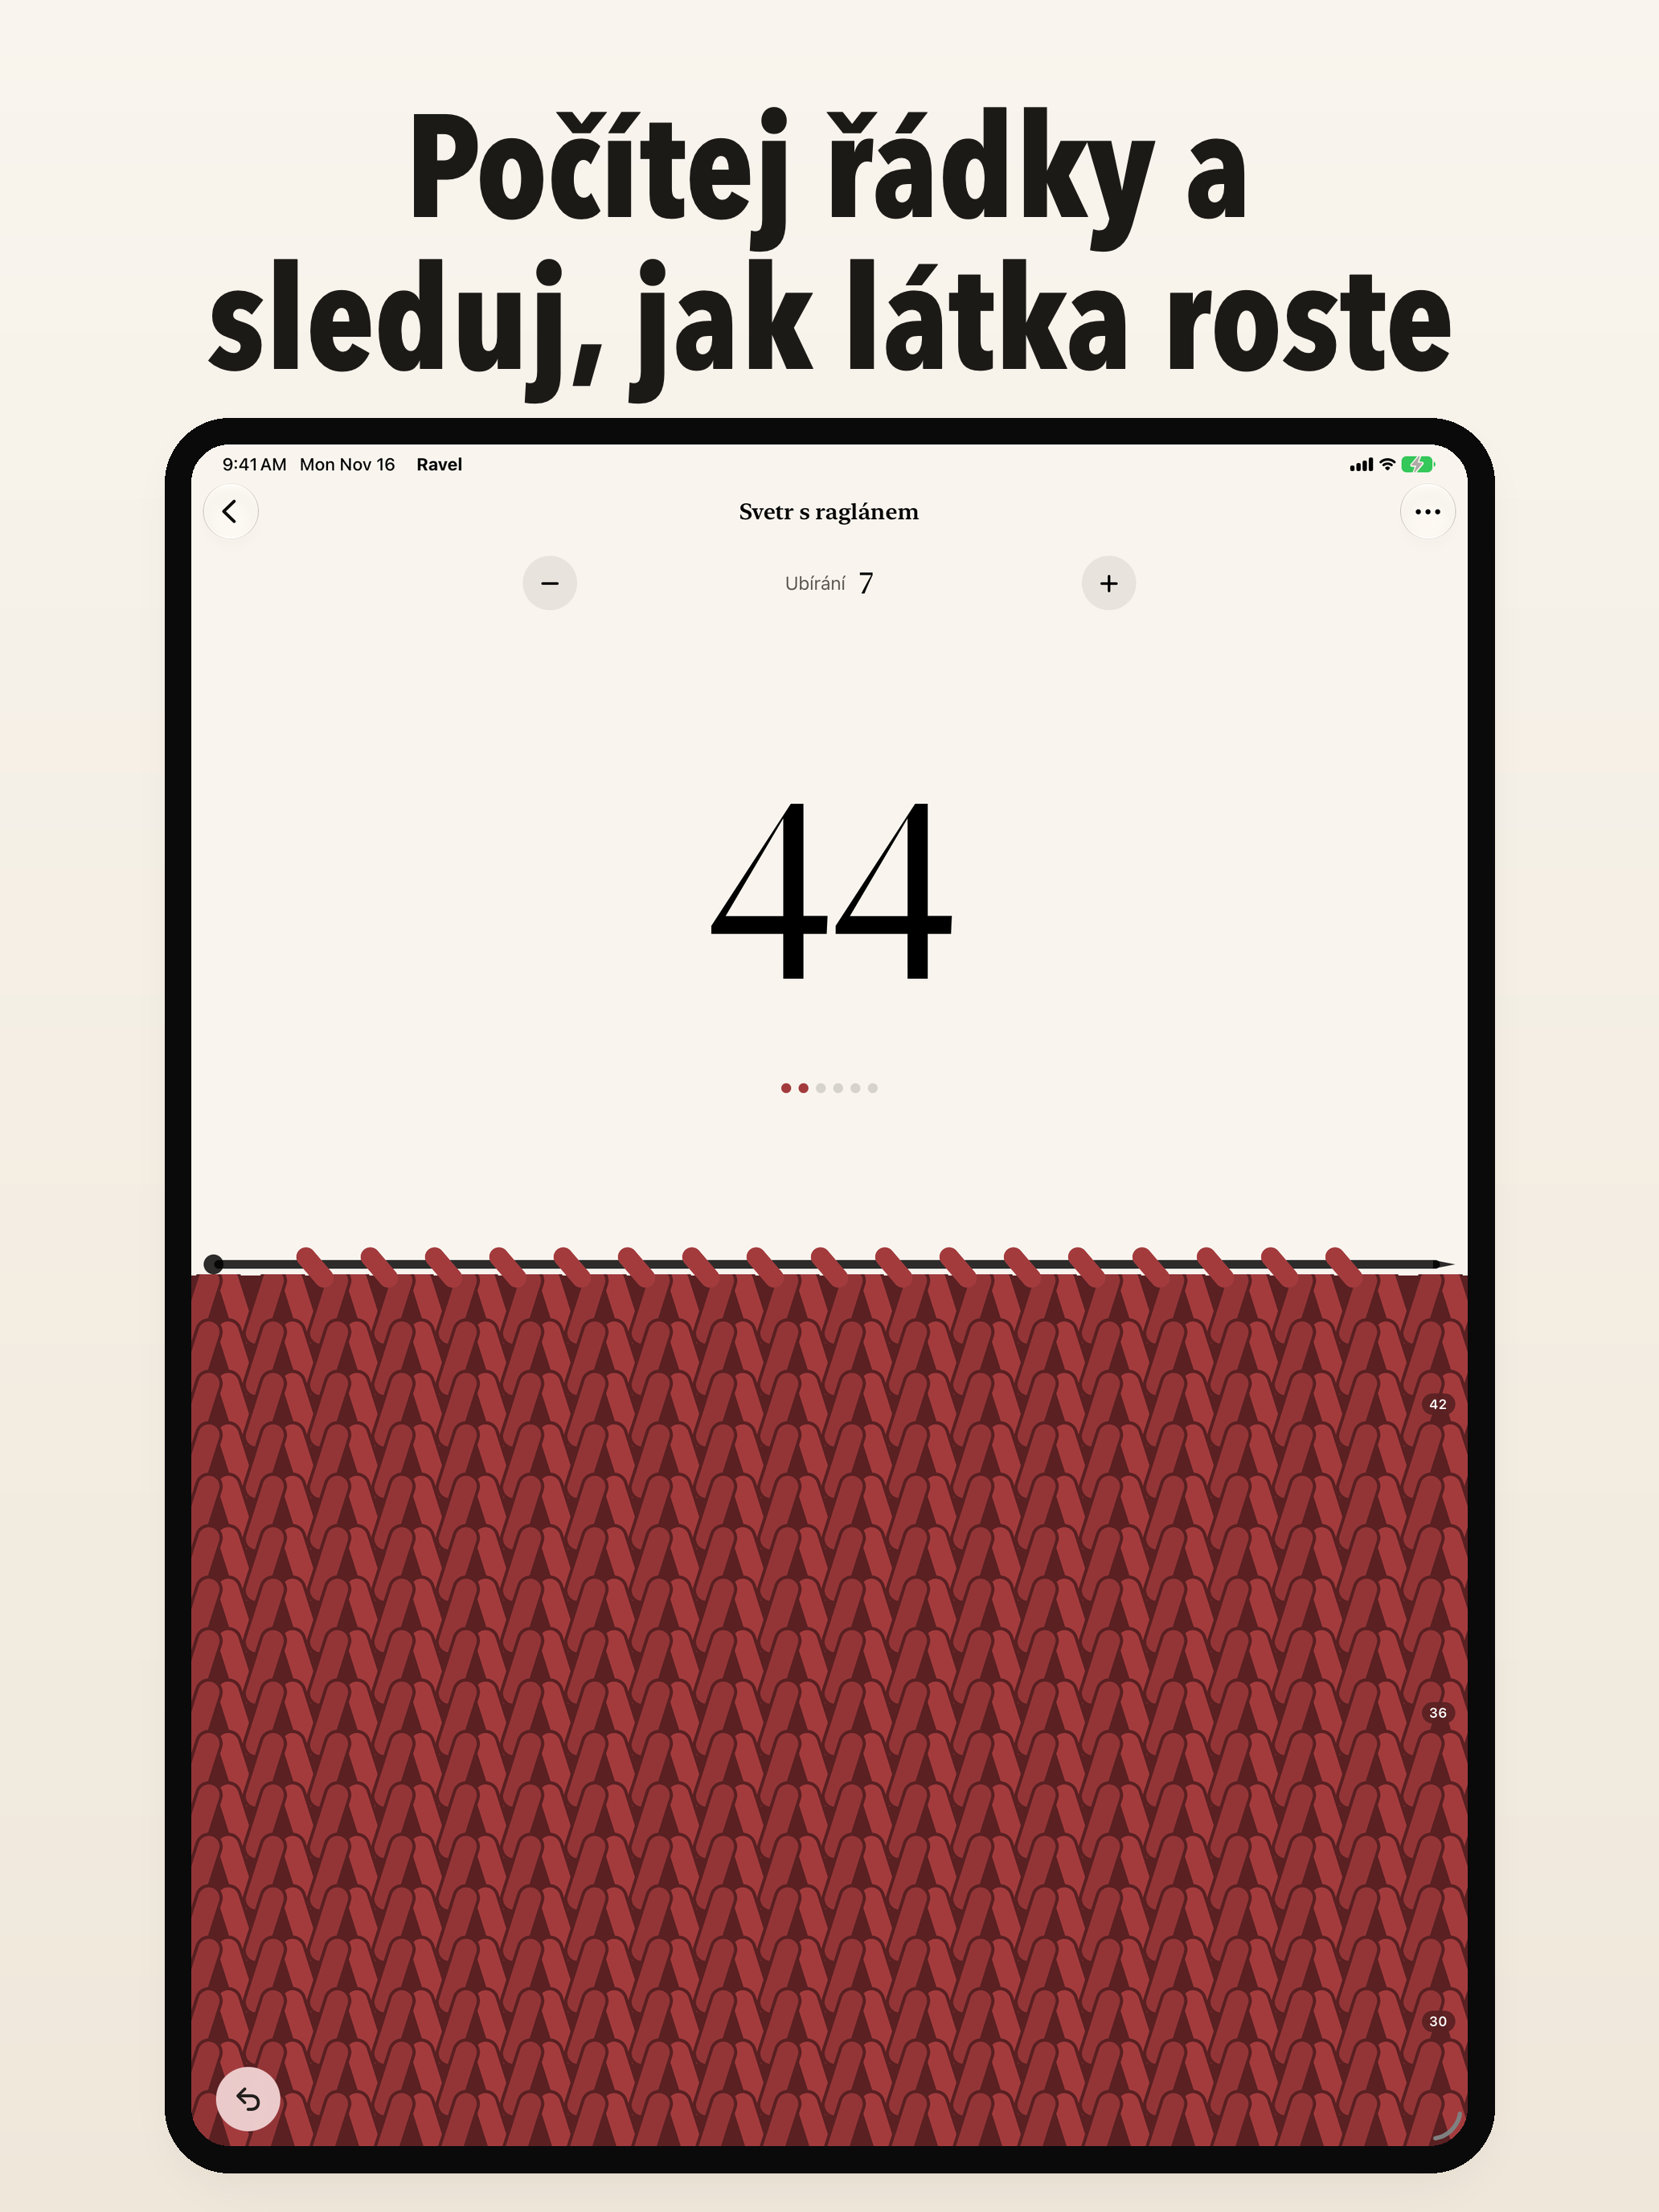 Počítej řádky a
sleduj, jak látka roste
9:41 AM Mon Nov 16 Ravel
Svetr s raglánem
Ubírání 7
44
42
36
30